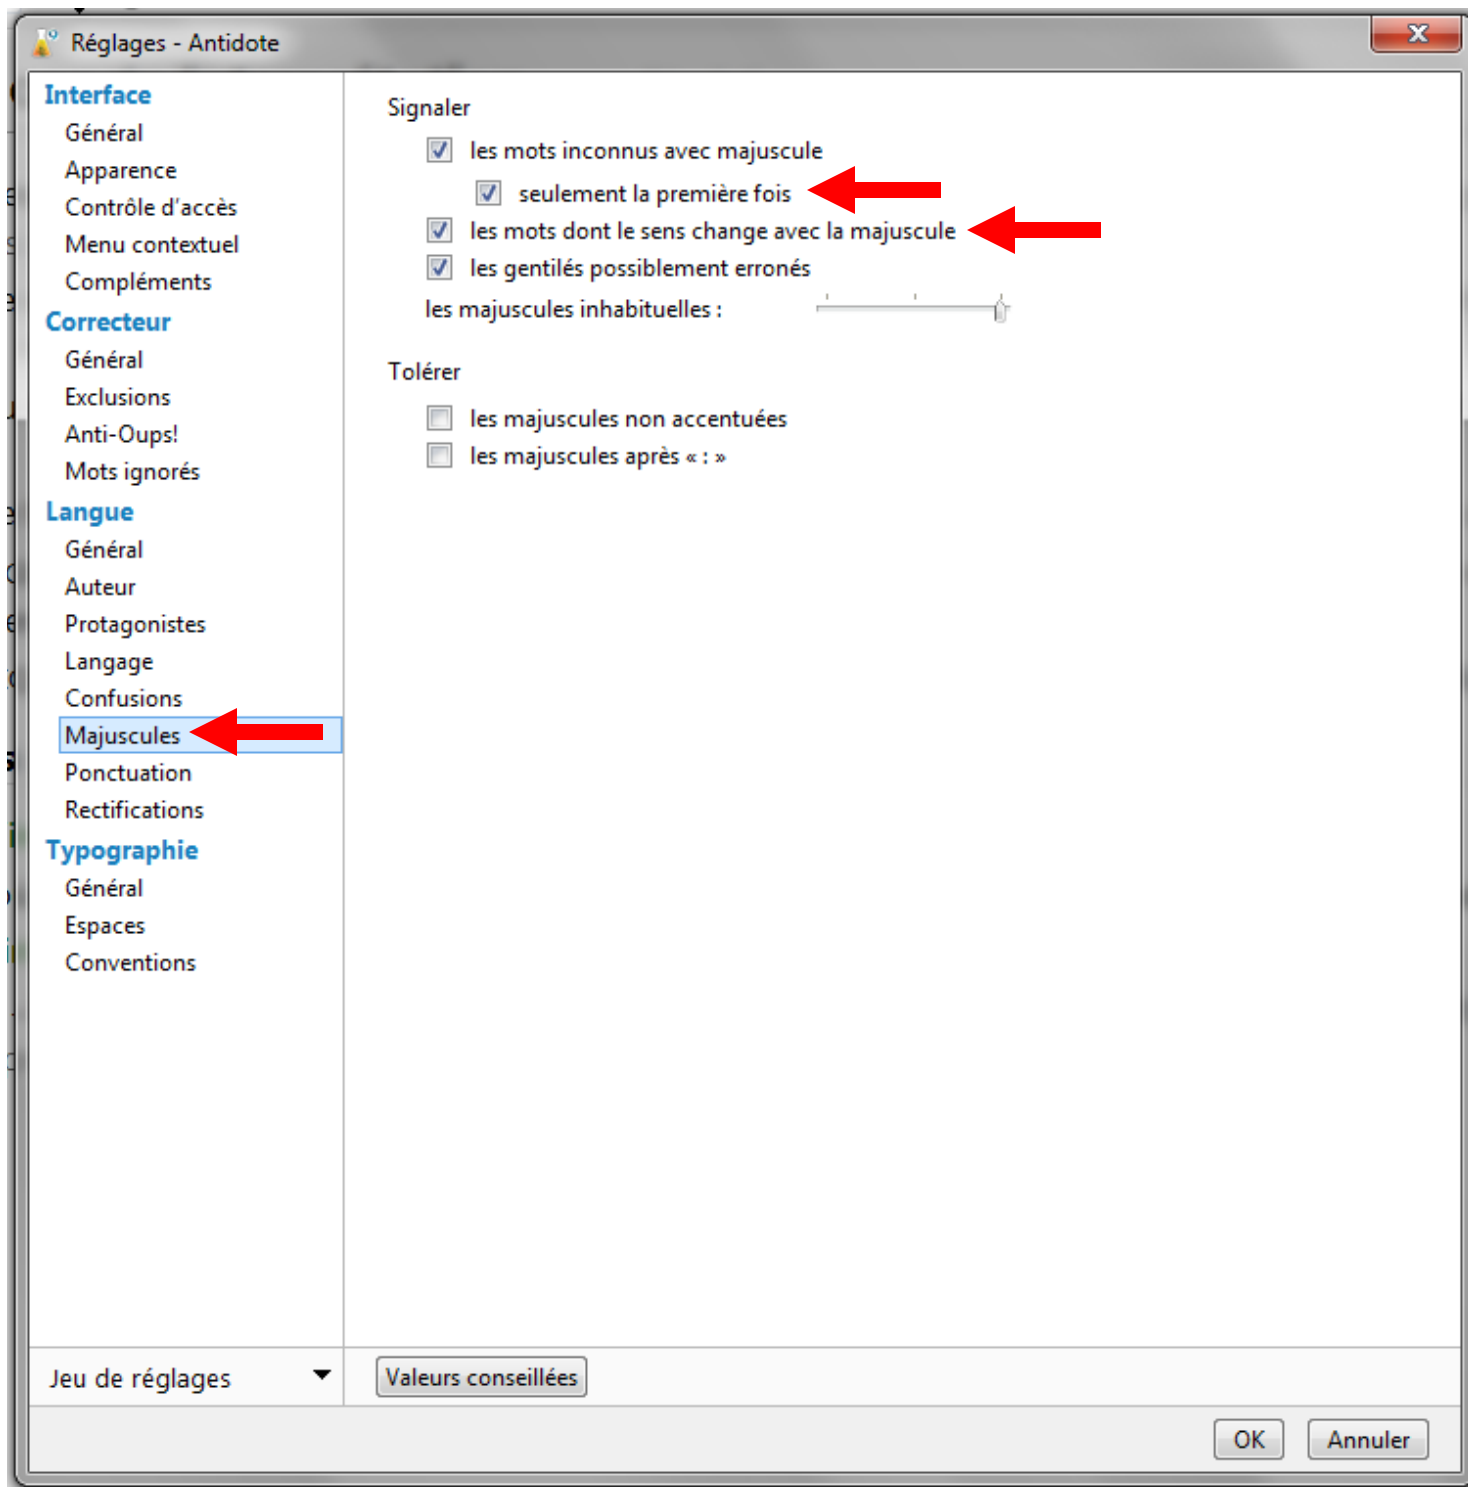 Réglages - Antidote
Interface
Général
Apparence
Contrôle d'accès
Menu contextuel
Compléments
Correcteur
Général
Exclusions
Anti-Oups!
Mots ignorés
Langue
Général
Auteur
Protagonistes
Langage
Confusions
Majuscules
Ponctuation
Rectifications
Typographie
Général
Espaces
Conventions
Jeu de réglages
Signaler
les mots inconnus avec majuscule
seulement la première fois
les mots dont le sens change avec la majuscule
les gentilés possiblement erronés
les majuscules inhabituelles :
Tolérer
les majuscules non accentuées
les majuscules après « : »
Valeurs conseillées
OK
Annuler